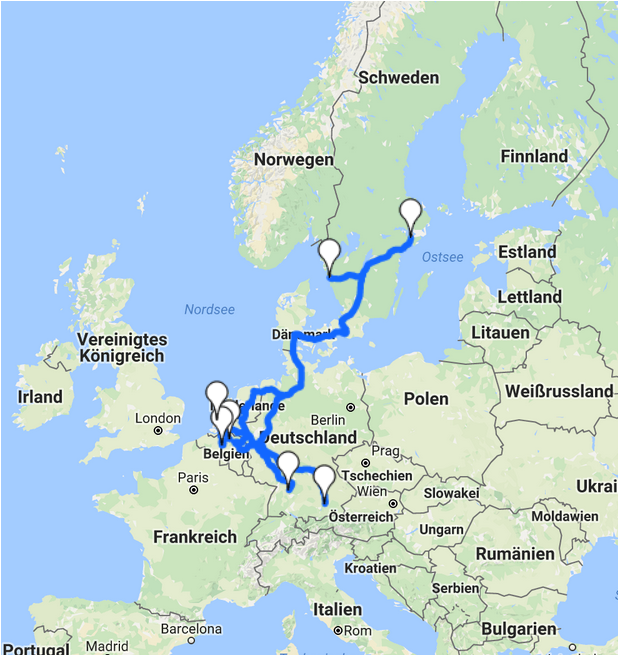 Schweden
Norwegen
Finnland
Ostsee
Estland
Nordsee
Lettland
Litauen
Vereinigtes
Königreich
Irland
Weißrussland
Polen
London
Berlin
Deutschland
Belgien
Prag
Tschechien
Paris
Wien
Slowakei
Ukrai
Österreich
Moldawien
Ungarn
Frankreich
Rumänien
Kroatien
Serbien
Italien
Barcelona
Rom
Bulgarien
Portugal
Madrid